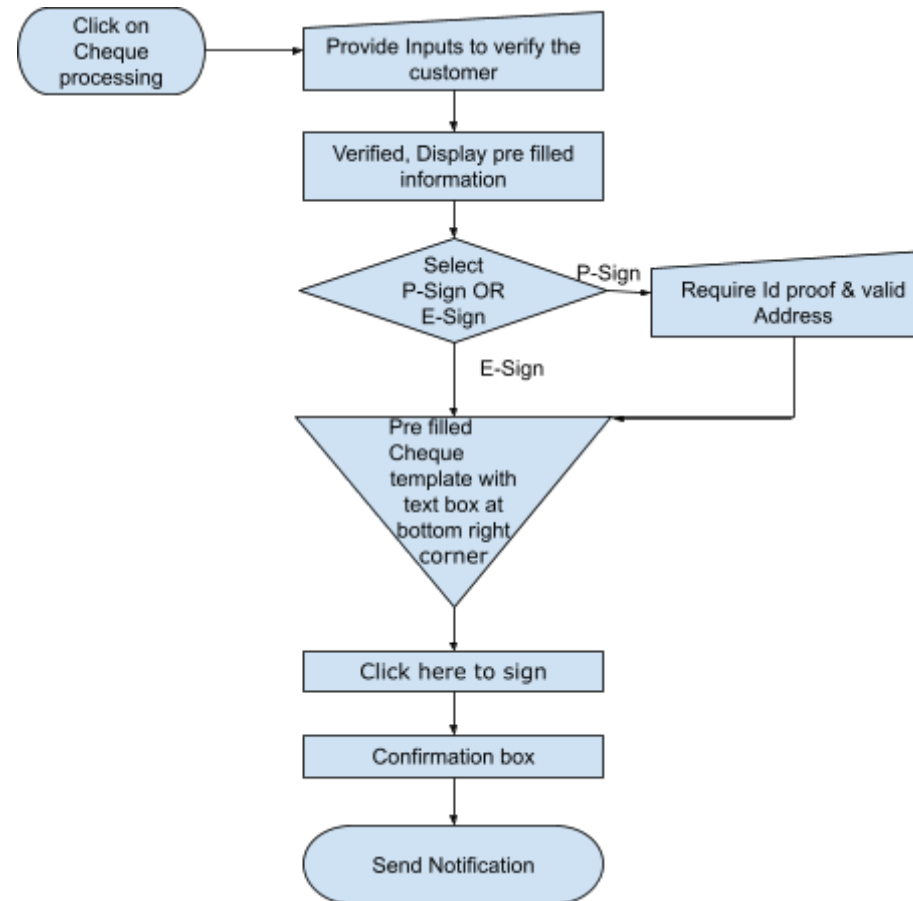 Click on
Cheque
processing
Provide Inputs to verify the
customer
Verified, Display pre filled
information
Select
P-Sign OR
E-Sign
P-Sign
Require Id proof & valid
Address
E-Sign
Pre filled
Cheque
template with
text box at
bottom right
corner
Click here to sign
Confirmation box
Send Notification